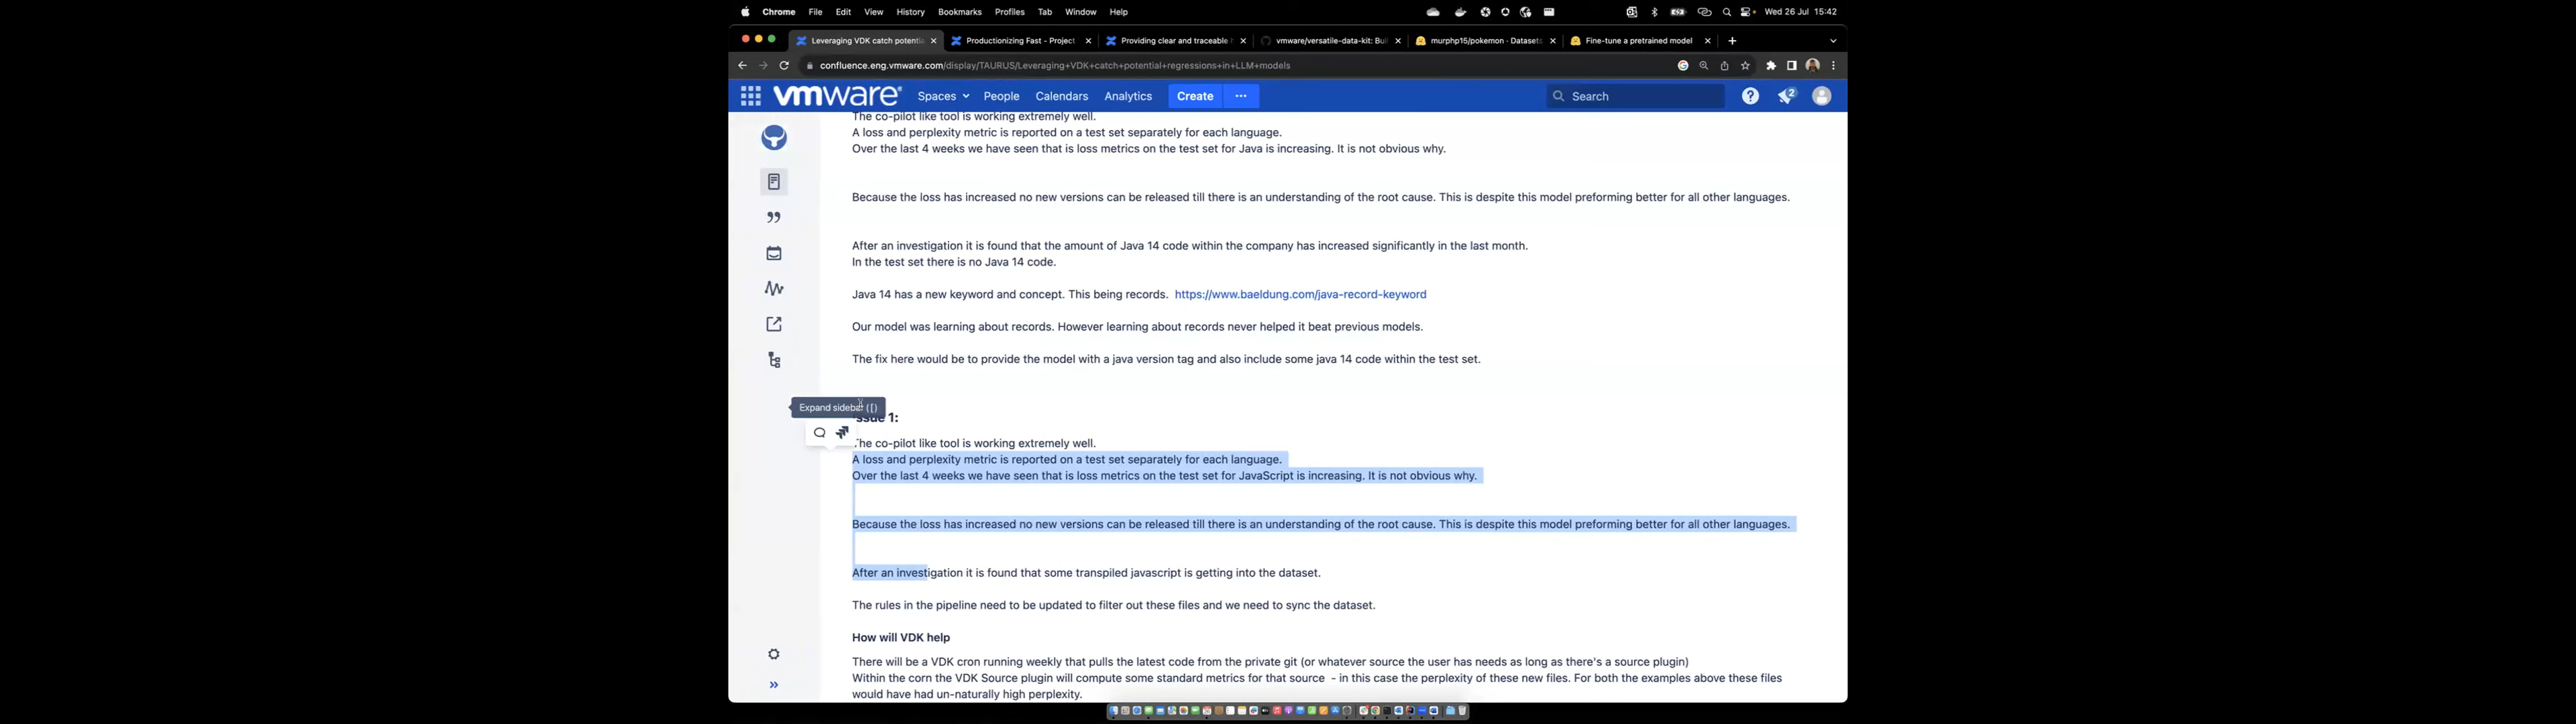 Chrome File Edit View History Bookmarks Profiles Tab Window Help Wed 26 Jul 15:42
Leveraging VDK catch potentia Productionizing Fast - Project Providing clear and traceable vmware/versatile-data-kit: Bui murphp15/pokemon · Datasets Fine-tune a pretrained model
confluence.eng.vmware.com/display/TAURUS/Leveraging+VDK+catch+potential+regressions+in+LLM+models
vmware Spaces People Calendars Analytics Create Search 2
The co-pilot like tool is working extremely well.
A loss and perplexity metric is reported on a test set separately for each language.
Over the last 4 weeks we have seen that is loss metrics on the test set for Java is increasing. It is not obvious why.
Because the loss has increased no new versions can be released till there is an understanding of the root cause. This is despite this model preforming better for all other languages.
After an investigation it is found that the amount of Java 14 code within the company has increased significantly in the last month.
In the test set there is no Java 14 code.
Java 14 has a new keyword and concept. This being records. https://www.baeldung.com/java-record-keyword
Our model was learning about records. However learning about records never helped it beat previous models.
The fix here would be to provide the model with a java version tag and also include some java 14 code within the test set.
Expand sidebar ( [ )
Issue 1:
The co-pilot like tool is working extremely well.
A loss and perplexity metric is reported on a test set separately for each language.
Over the last 4 weeks we have seen that is loss metrics on the test set for JavaScript is increasing. It is not obvious why.
Because the loss has increased no new versions can be released till there is an understanding of the root cause. This is despite this model preforming better for all other languages.
After an investigation it is found that some transpiled javascript is getting into the dataset.
The rules in the pipeline need to be updated to filter out these files and we need to sync the dataset.
How will VDK help
There will be a VDK cron running weekly that pulls the latest code from the private git (or whatever source the user has needs as long as there's a source plugin)
Within the corn the VDK Source plugin will compute some standard metrics for that source - in this case the perplexity of these new files. For both the examples above these files
would have had un-naturally high perplexity.